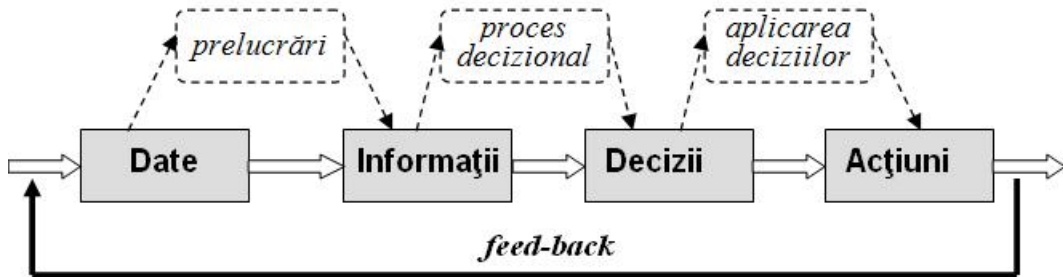 prelucrări
proces
decizional
aplicarea
deciziilor
Date
Informaţii
Decizii
Acţiuni
feed-back